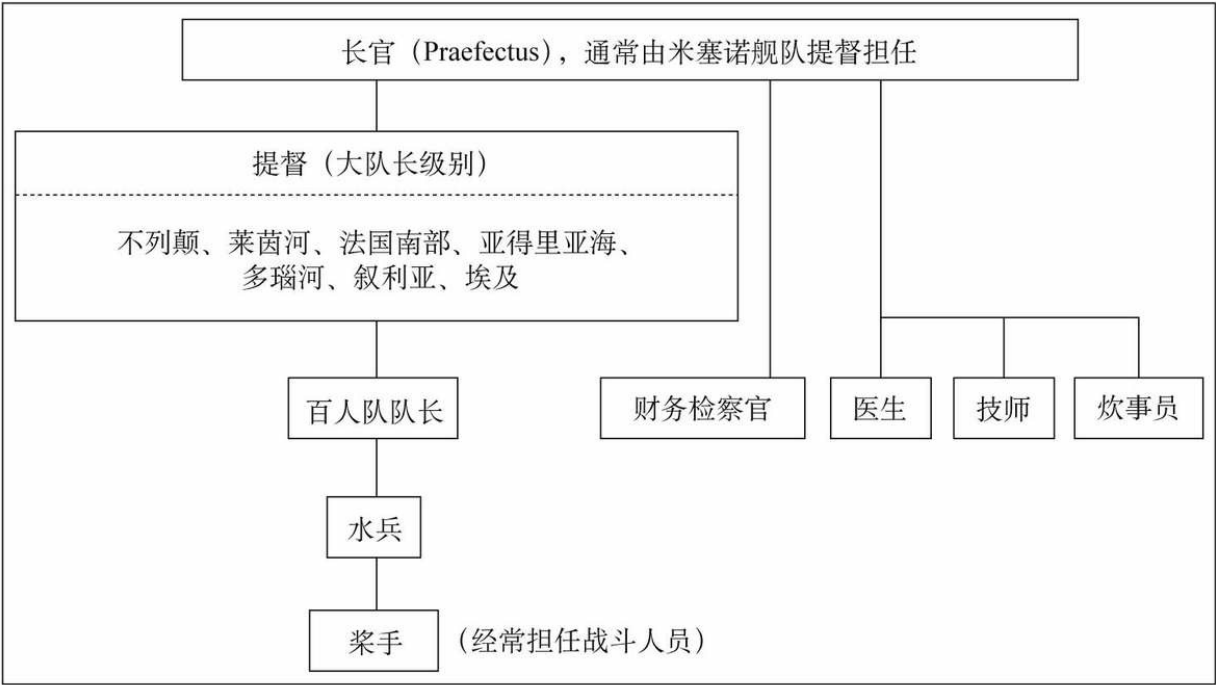 长官（Praefectus），通常由米塞诺舰队提督担任
提督（大队长级别）
不列颠、莱茵河、法国南部、亚得里亚海、
多瑙河、叙利亚、埃及
百人队队长
财务检察官
医生
技师
炊事员
水兵
桨手
（经常担任战斗人员）